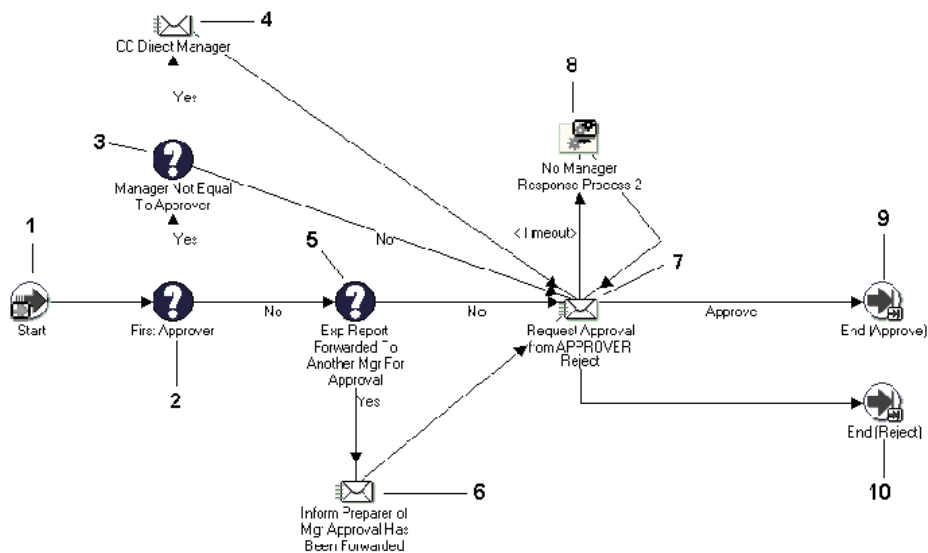 4
CC Direct Manager
Yes
8
3
No Manager
Response Process 2
Manager Not Equal
To Approver
<Timeout>
1
Yes
5
No
7
9
Start
First Approver
No
Exp Report
Forwarded To
Another Mgr For
Approval
No
Request Approval
from APPROVER
Reject
Approve
End (Approve)
2
Yes
End (Reject)
6
10
Inform Preparer of
Mgr Approval Has
Been Forwarded